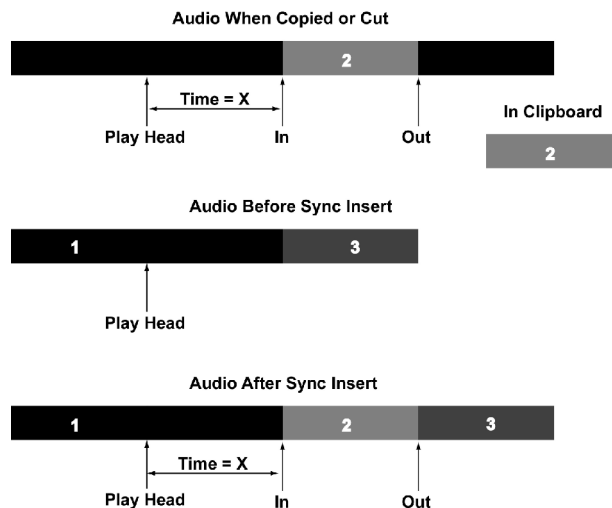 Audio When Copied or Cut
2
Time = X
Play Head
In
Out
In Clipboard
2
Audio Before Sync Insert
1
3
Play Head
Audio After Sync Insert
1
2
3
Time = X
Play Head
In
Out